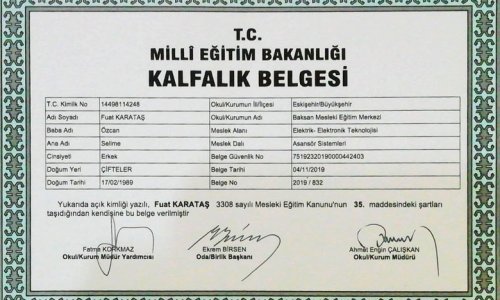 T.C.
MİLLÎ EĞİTİM BAKANLIĞI
KALFALIK BELGESİ
T.C. Kimlik No 14498114248 Okul/Kurumun İli/İlçesi Eskişehir/Büyükşehir
Adı Soyadı Fuat KARATAŞ Okul/Kurumun Adı Baksan Mesleki Eğitim Merkezi
Baba Adı Özcan Meslek Alanı Elektrik- Elektronik Teknolojisi
Ana Adı Selime Meslek Dalı Asansör Sistemleri
Cinsiyeti Erkek Belge Güvenlik No 75192320190000442403
Doğum Yeri ÇİFTELER Belge Tarihi 04/11/2019
Doğum Tarihi 17/02/1989 Belge No 2019 / 832
Yukarıda açık kimliği yazılı, Fuat KARATAŞ 3308 sayılı Mesleki Eğitim Kanunu'nun 35. maddesindeki şartları
taşıdığından kendisine bu belge verilmiştir
Fatma KORKMAZ Ekrem BİRSEN Ahmet Engin ÇALIŞKAN
Okul/Kurum Müdür Yardımcısı Oda/Birlik Başkanı Okul/Kurum Müdürü